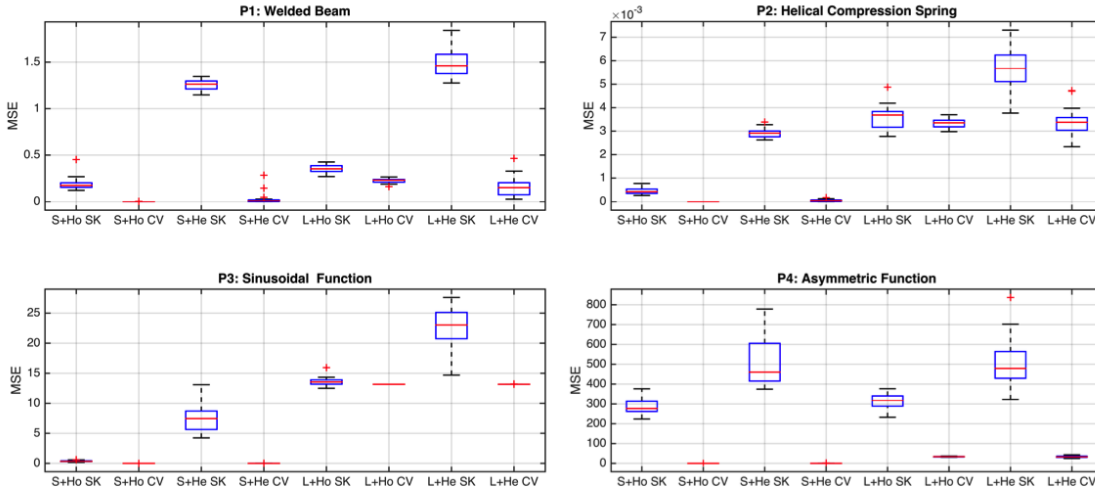 P1: Welded Beam
MSE
1.5
1
0.5
0
S+Ho SK S+Ho CV S+He SK S+He CV L+Ho SK L+Ho CV L+He SK L+He CV
P2: Helical Compression Spring
×10⁻³
MSE
7
6
5
4
3
2
1
0
S+Ho SK S+Ho CV S+He SK S+He CV L+Ho SK L+Ho CV L+He SK L+He CV
P3: Sinusoidal Function
MSE
25
20
15
10
5
0
S+Ho SK S+Ho CV S+He SK S+He CV L+Ho SK L+Ho CV L+He SK L+He CV
P4: Asymmetric Function
MSE
800
700
600
500
400
300
200
100
0
S+Ho SK S+Ho CV S+He SK S+He CV L+Ho SK L+Ho CV L+He SK L+He CV